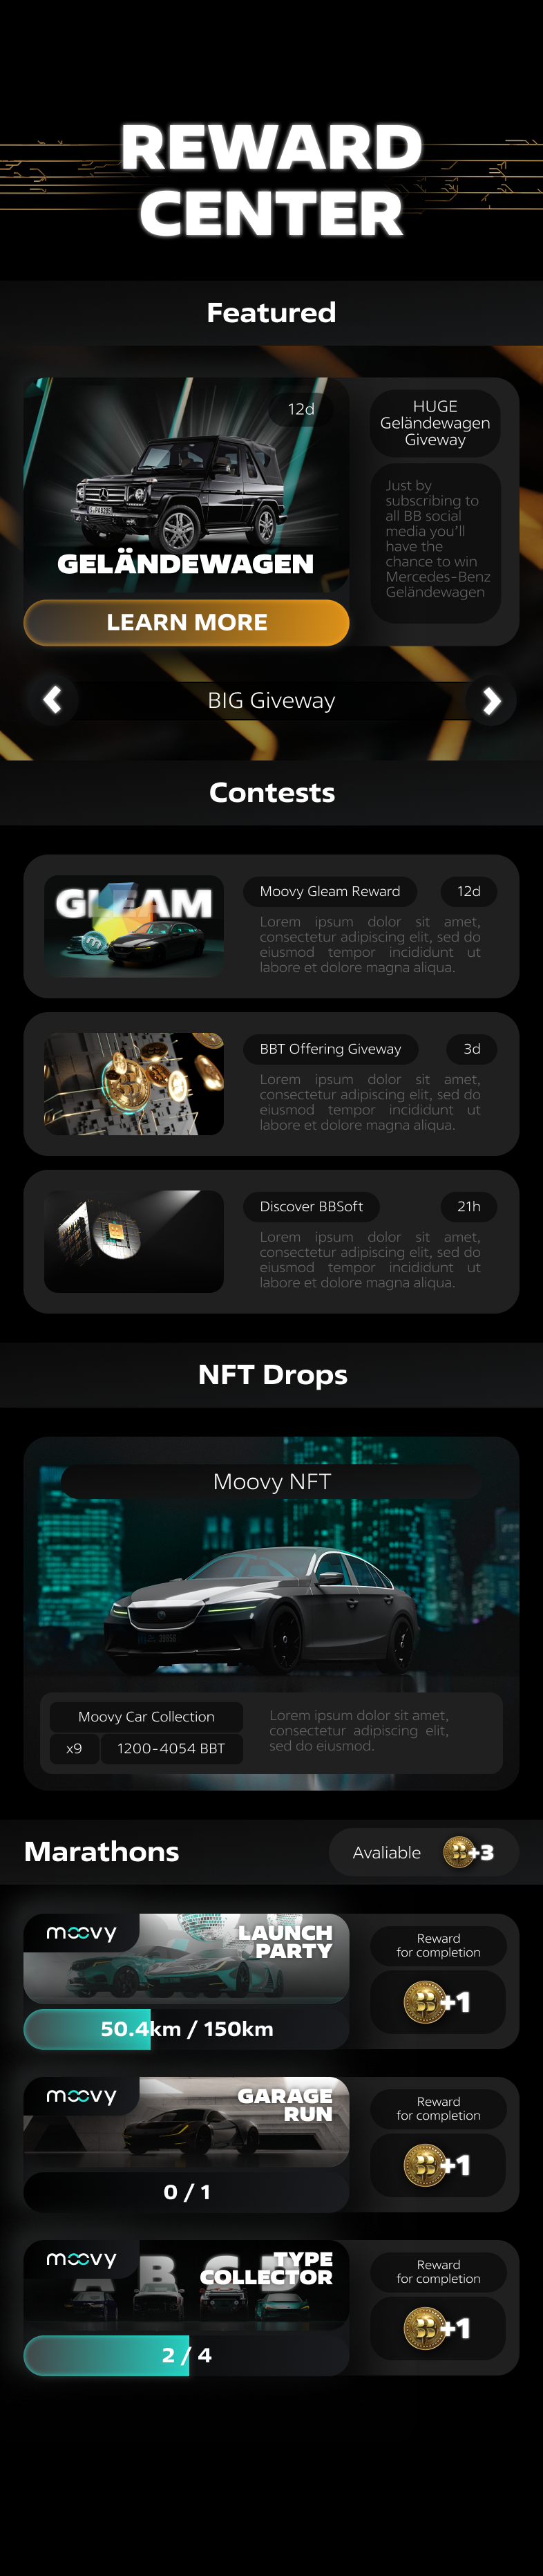 REWARD
CENTER
Featured
12d
GELÄNDEWAGEN
LEARN MORE
HUGE
Geländewagen
Giveway
Just by
subscribing to
all BB social
media you'll
have the
chance to win
Mercedes-Benz
Geländewagen
BIG Giveway
Contests
GLEAM
Moovy Gleam Reward
12d
Lorem ipsum dolor sit amet,
consectetur adipiscing elit, sed do
eiusmod tempor incididunt ut
labore et dolore magna aliqua.
BBT Offering Giveway
3d
Lorem ipsum dolor sit amet,
consectetur adipiscing elit, sed do
eiusmod tempor incididunt ut
labore et dolore magna aliqua.
Discover BBSoft
21h
Lorem ipsum dolor sit amet,
consectetur adipiscing elit, sed do
eiusmod tempor incididunt ut
labore et dolore magna aliqua.
NFT Drops
Moovy NFT
Moovy Car Collection
x9
1200-4054 BBT
Lorem ipsum dolor sit amet,
consectetur adipiscing elit,
sed do eiusmod.
Marathons
Avaliable
+3
moovy
LAUNCH
PARTY
50.4km / 150km
Reward
for completion
+1
moovy
GARAGE
RUN
0 / 1
Reward
for completion
+1
moovy
TYPE
COLLECTOR
2 / 4
Reward
for completion
+1